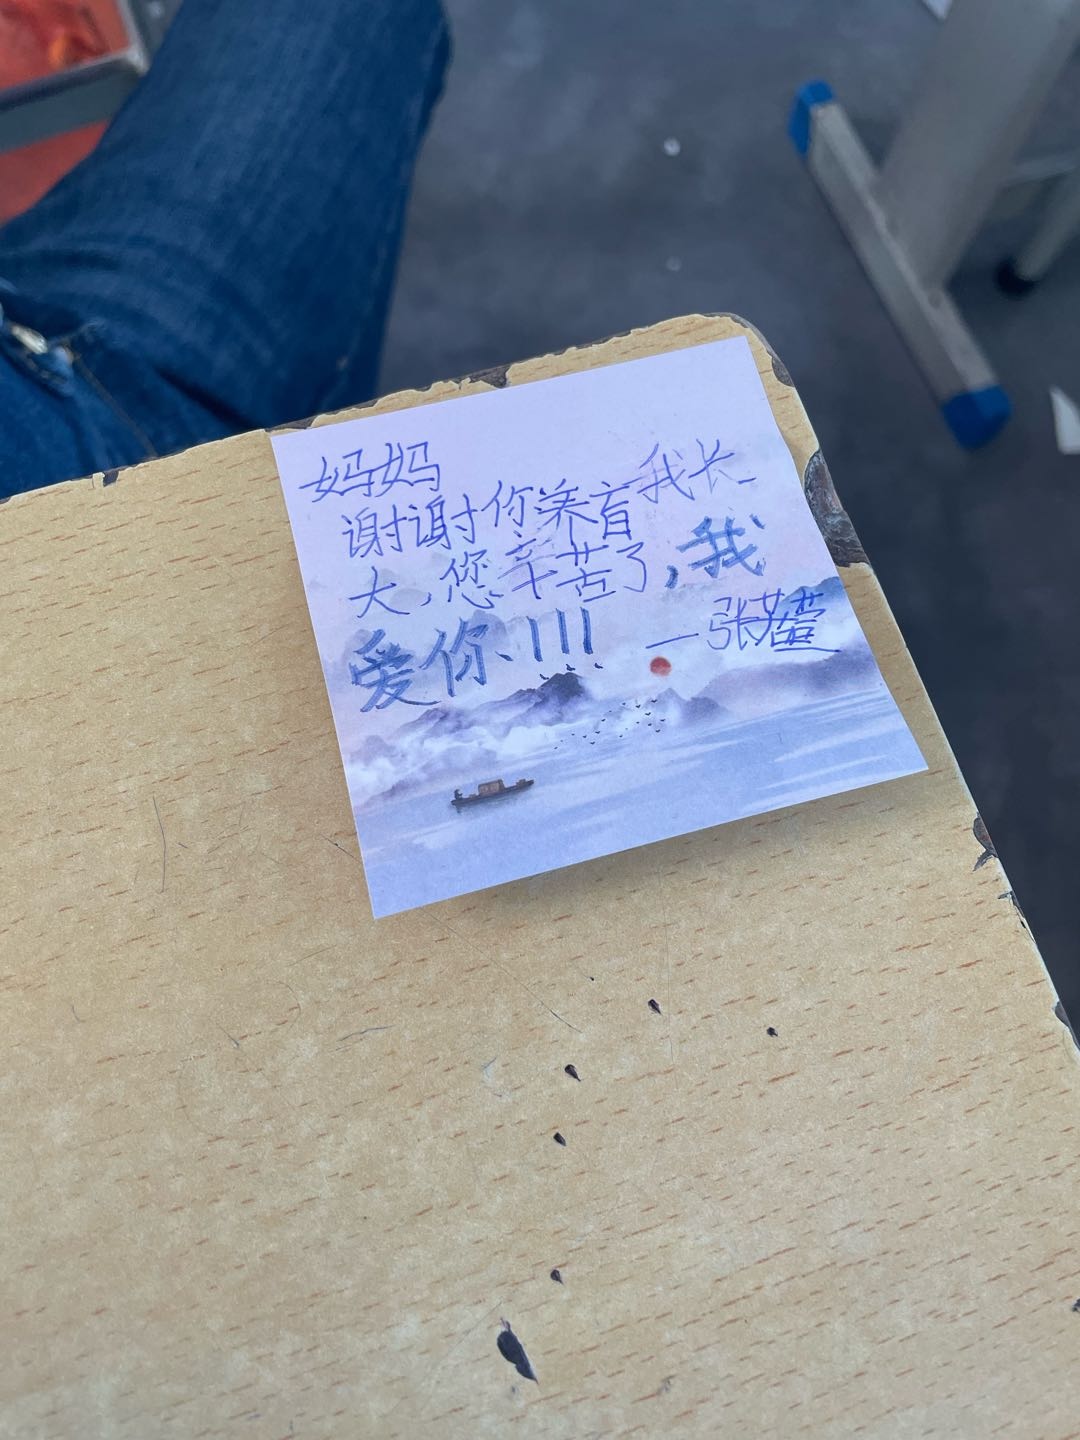 妈妈
谢谢你养育我长
大，您辛苦了，我
爱你、!!!
—张